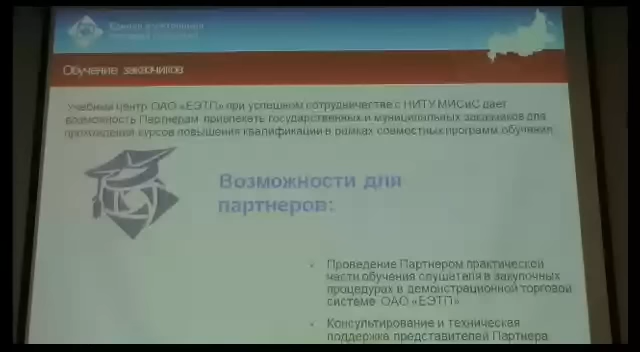 Единая электронная
Обучение заказчиков
Учебный центр ОАО «ЕЭТП» при успешном сотрудничестве с НИТУ МИСиС дает
возможность Партнерам привлекать государственных и муниципальных заказчиков для
прохождения курсов повышения квалификации в рамках совместных программ обучения.
Возможности для
партнеров:
• Проведение Партнером практической
части обучения слушателя в закупочных
процедурах в демонстрационной торговой
системе ОАО «ЕЭТП»
• Консультирование и техническая
поддержка представителей Партнера